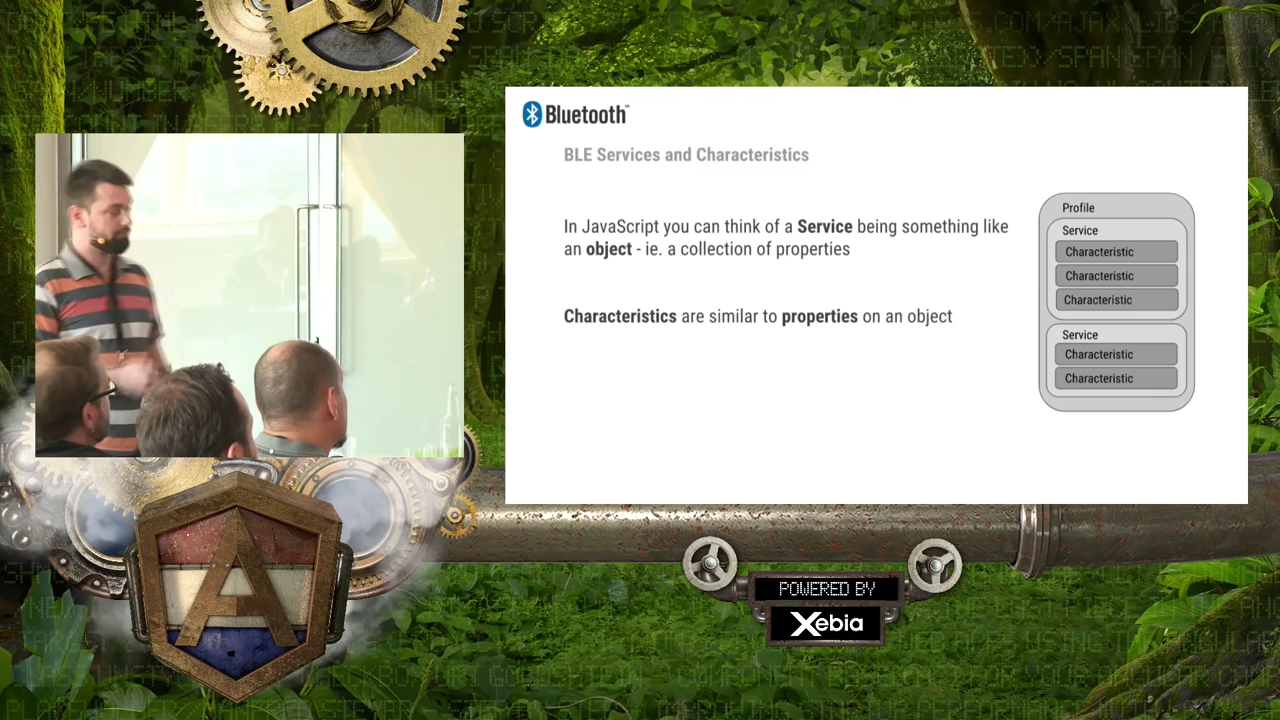 Bluetooth™
BLE Services and Characteristics
In JavaScript you can think of a Service being something like
an object - ie. a collection of properties
Characteristics are similar to properties on an object
Profile
Service
Characteristic
Characteristic
Characteristic
Service
Characteristic
Characteristic
A
POWERED BY
Xebia